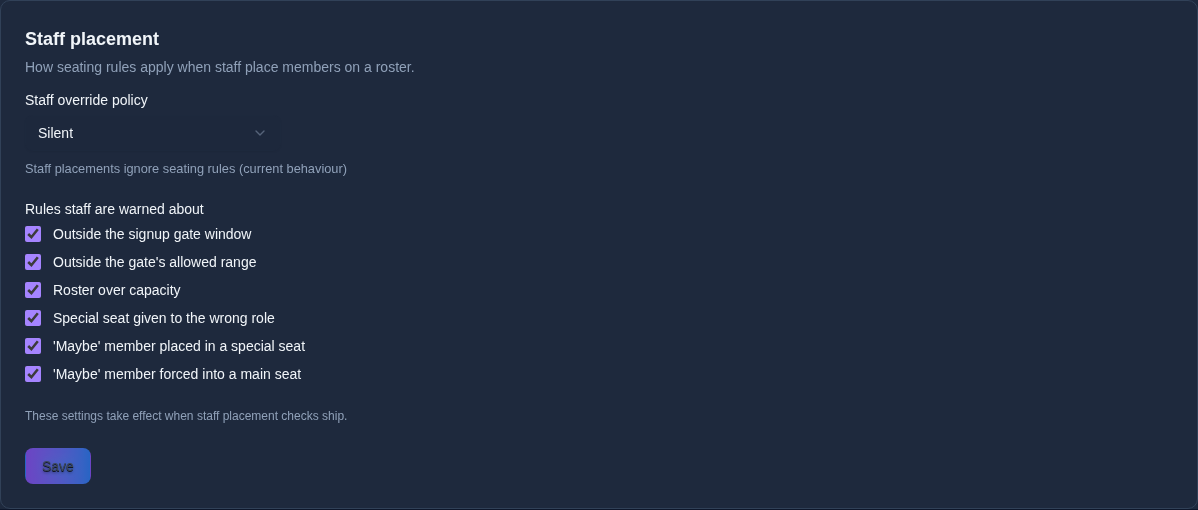 Staff placement
How seating rules apply when staff place members on a roster.
Staff override policy
Silent
Staff placements ignore seating rules (current behaviour)
Rules staff are warned about
Outside the signup gate window
Outside the gate's allowed range
Roster over capacity
Special seat given to the wrong role
'Maybe' member placed in a special seat
'Maybe' member forced into a main seat
These settings take effect when staff placement checks ship.
Save